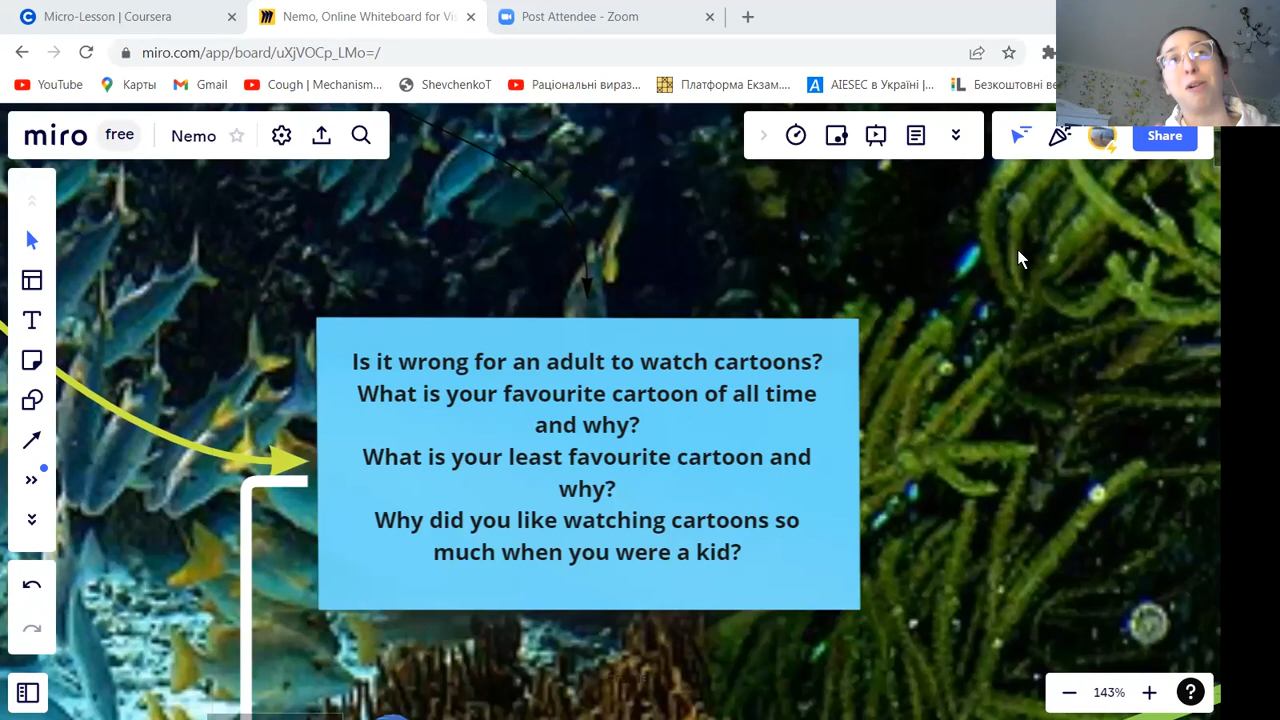 Micro-Lesson | Coursera
Nemo, Online Whiteboard for Vis
Post Attendee - Zoom
miro.com/app/board/uXjVOCp_LMo=/
YouTube
Карты
Gmail
Cough | Mechanism...
ShevchenkoT
Раціональні вираз...
Платформа Екзам....
AIESEC в Україні |...
Безкоштовні ве
miro
free
Nemo
Share
Is it wrong for an adult to watch cartoons?
What is your favourite cartoon of all time
and why?
What is your least favourite cartoon and
why?
Why did you like watching cartoons so
much when you were a kid?
143%